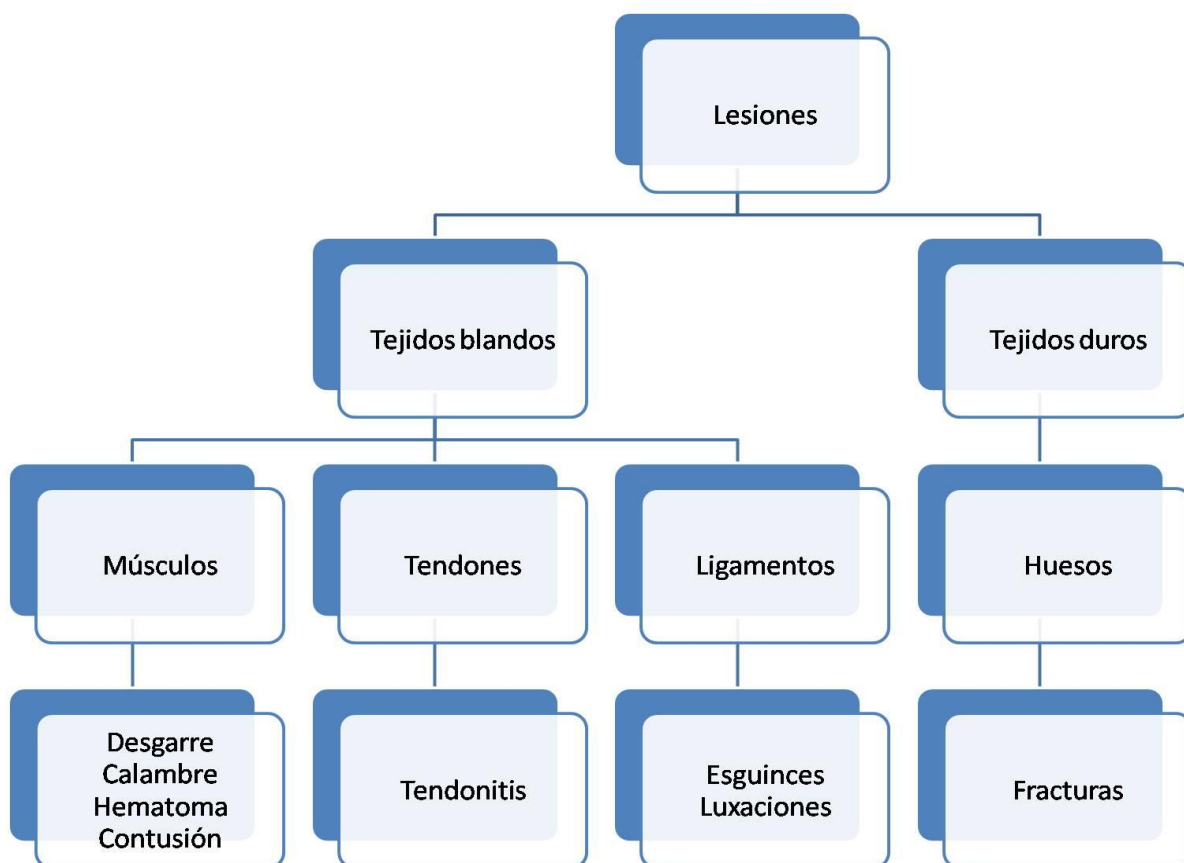 Lesiones
Tejidos blandos
Tejidos duros
Músculos
Tendones
Ligamentos
Huesos
Desgarre
Calambre
Hematoma
Contusión
Tendonitis
Esguinces
Luxaciones
Fracturas